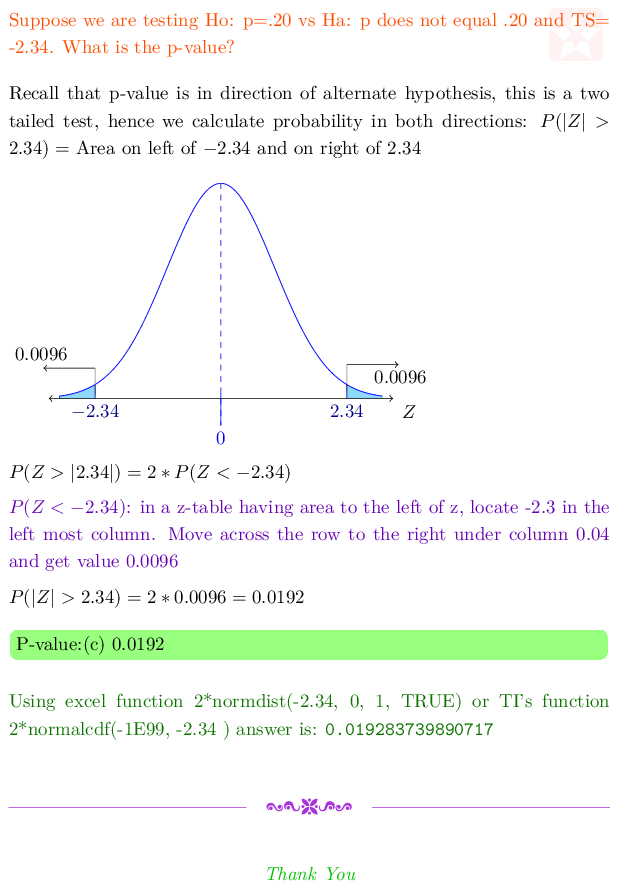 Suppose we are testing Ho: p=.20 vs Ha: p does not equal .20 and TS=
-2.34. What is the p-value?
Recall that p-value is in direction of alternate hypothesis, this is a two
tailed test, hence we calculate probability in both directions: P(|Z| >
2.34) = Area on left of −2.34 and on right of 2.34
0.0096
0.0096
−2.34
2.34
Z
0
P(Z > |2.34|) = 2 ∗ P(Z < −2.34)
P(Z < −2.34): in a z-table having area to the left of z, locate -2.3 in the
left most column. Move across the row to the right under column 0.04
and get value 0.0096
P(|Z| > 2.34) = 2 ∗ 0.0096 = 0.0192
P-value:(c) 0.0192
Using excel function 2*normdist(-2.34, 0, 1, TRUE) or TI's function
2*normalcdf(-1E99, -2.34 ) answer is: 0.019283739890717
Thank You